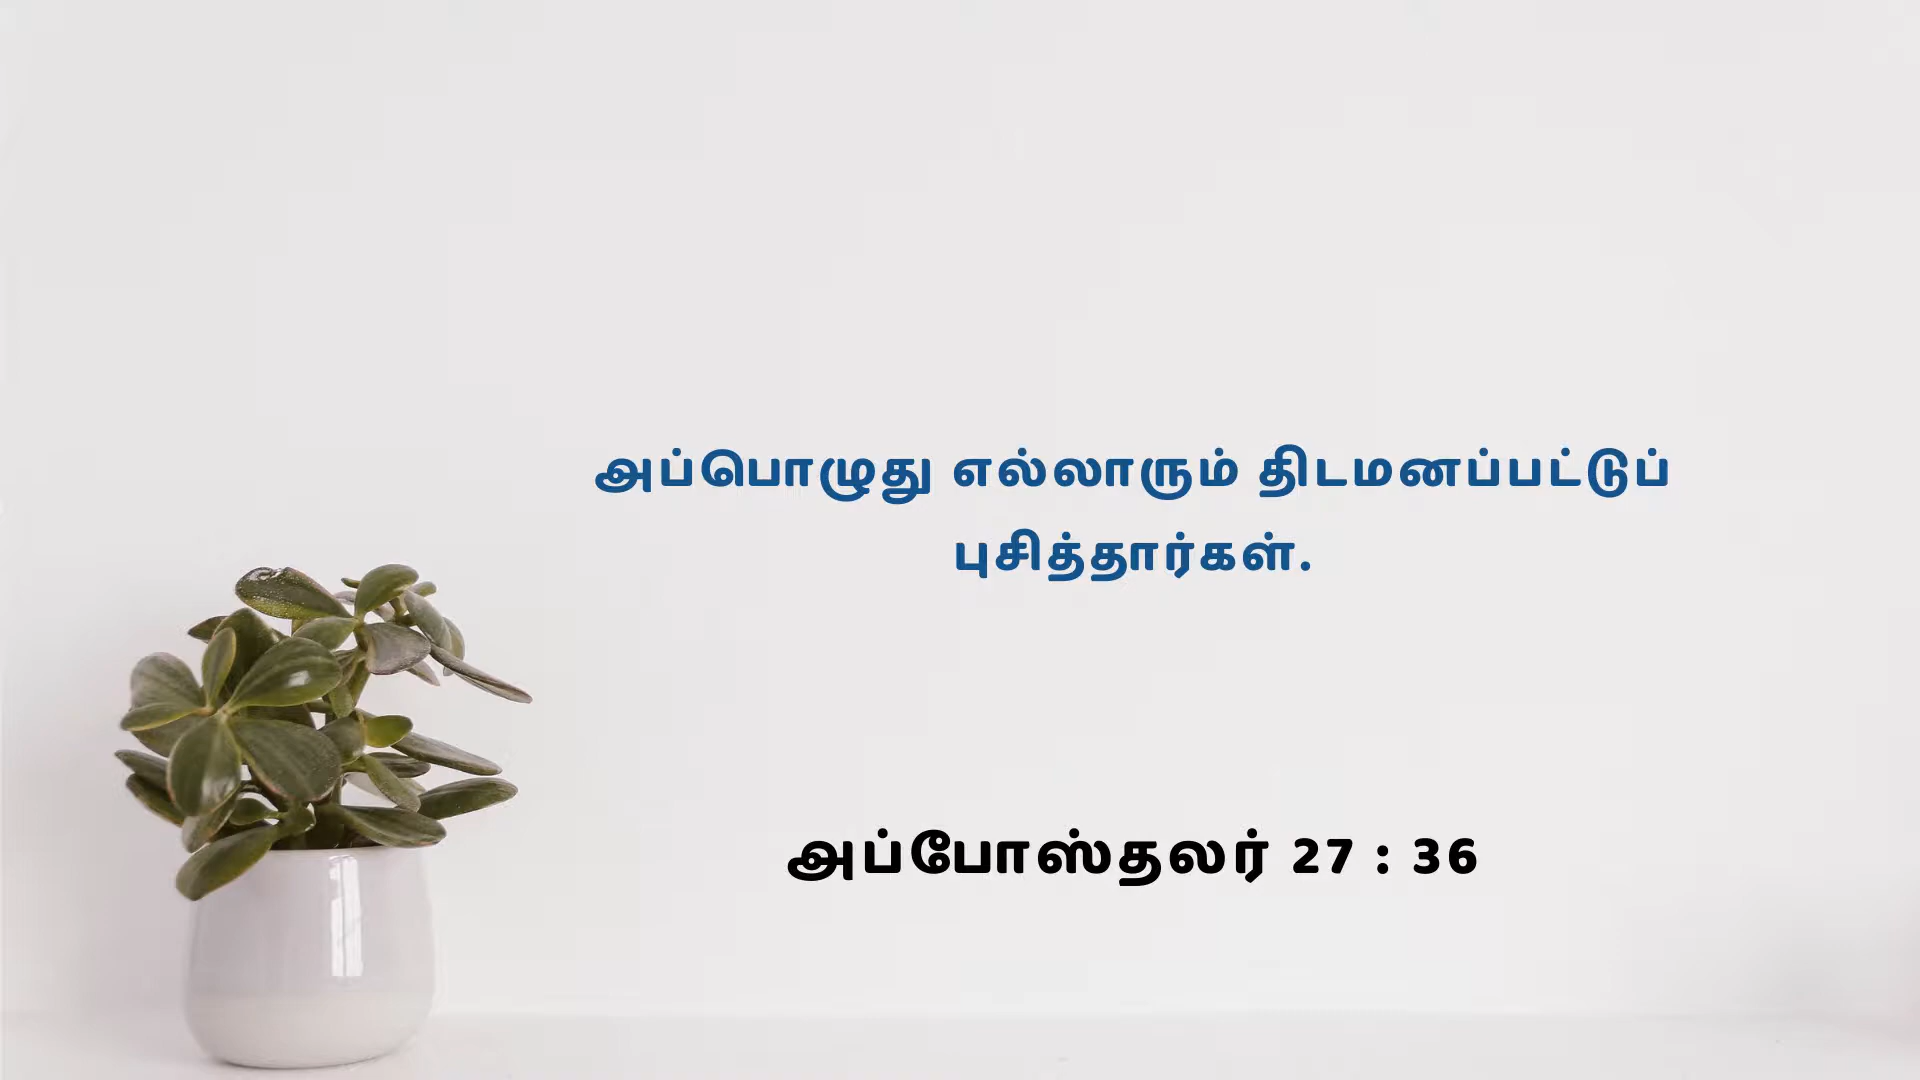 அப்பொழுது எல்லாரும் திடமனப்பட்டுப்
புசித்தார்கள்.
அப்போஸ்தலர் 27 : 36